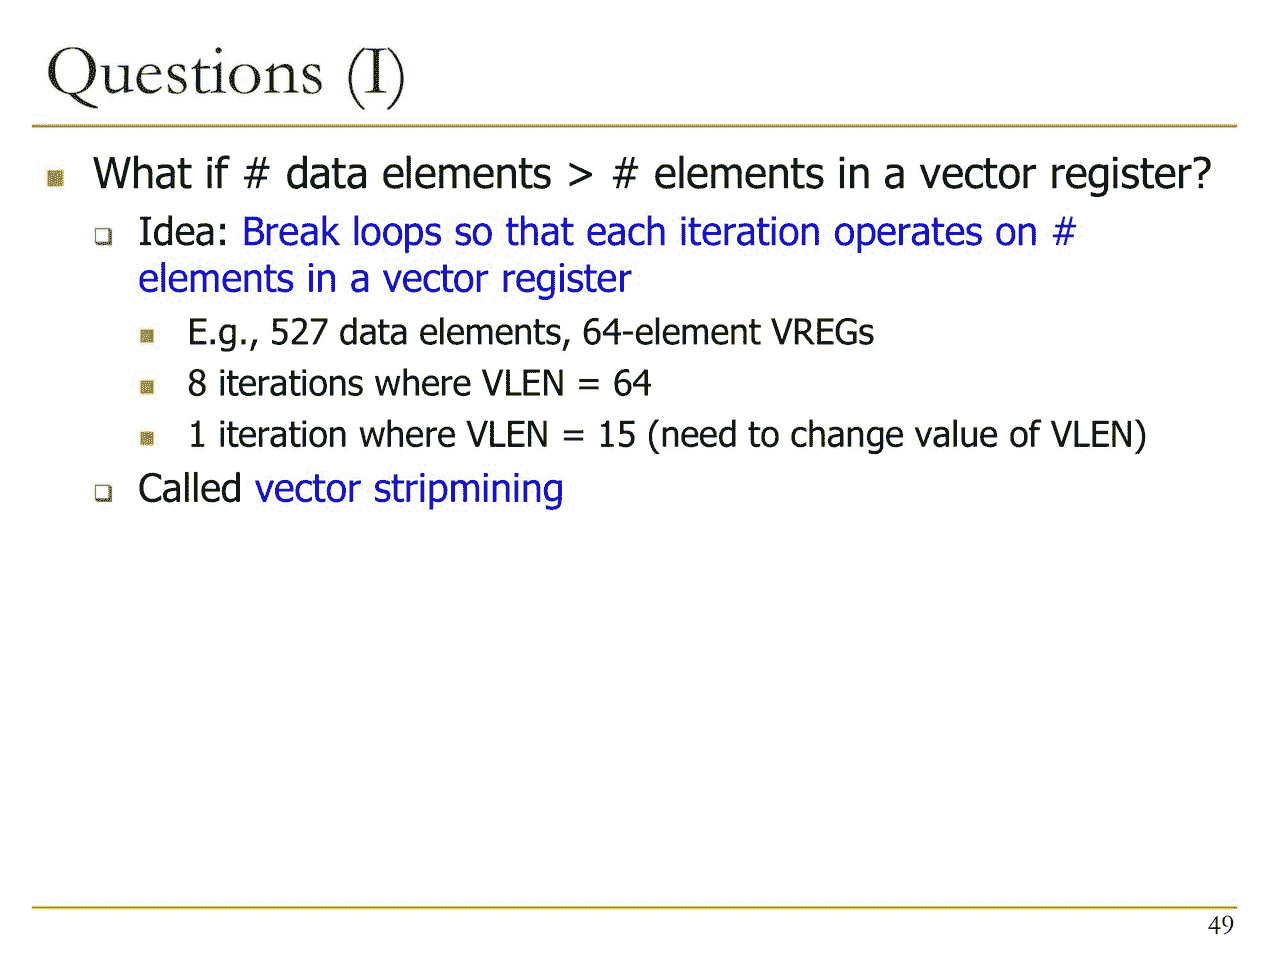 Questions (I)
What if # data elements > # elements in a vector register?
Idea: Break loops so that each iteration operates on #
elements in a vector register
E.g., 527 data elements, 64-element VREGs
8 iterations where VLEN = 64
1 iteration where VLEN = 15 (need to change value of VLEN)
Called vector stripmining
49